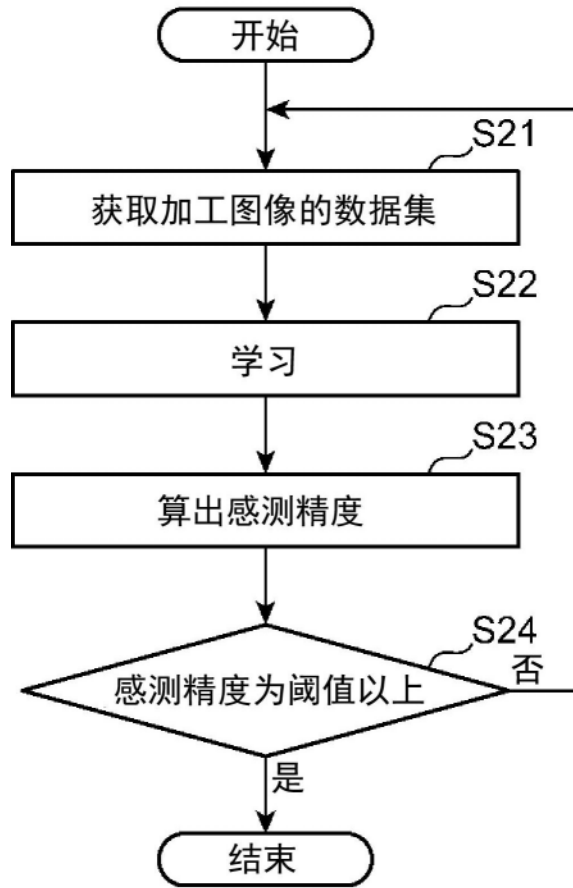 开始
S21
获取加工图像的数据集
S22
学习
S23
算出感测精度
S24
感测精度为阈值以上
否
是
结束